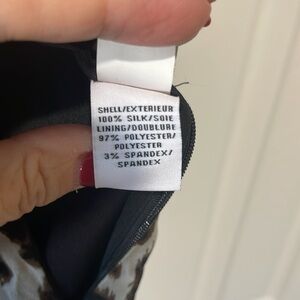 SHELL/EXTERIEUR
100% SILK/SOIE
LINING/DOUBLURE
97% POLYESTER/
POLYESTER
3% SPANDEX/
SPANDEX